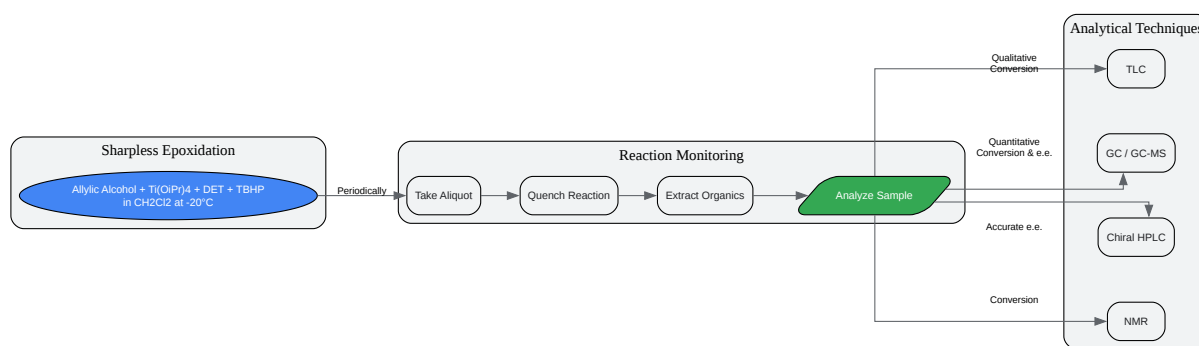 Sharpless Epoxidation
Allylic Alcohol + Ti(OiPr)4 + DET + TBHP
in CH2Cl2 at -20°C
Periodically
Reaction Monitoring
Take Aliquot
Quench Reaction
Extract Organics
Analyze Sample
Qualitative
Conversion
Quantitative
Conversion & e.e.
Accurate e.e.
Conversion
Analytical Techniques
TLC
GC / GC-MS
Chiral HPLC
NMR